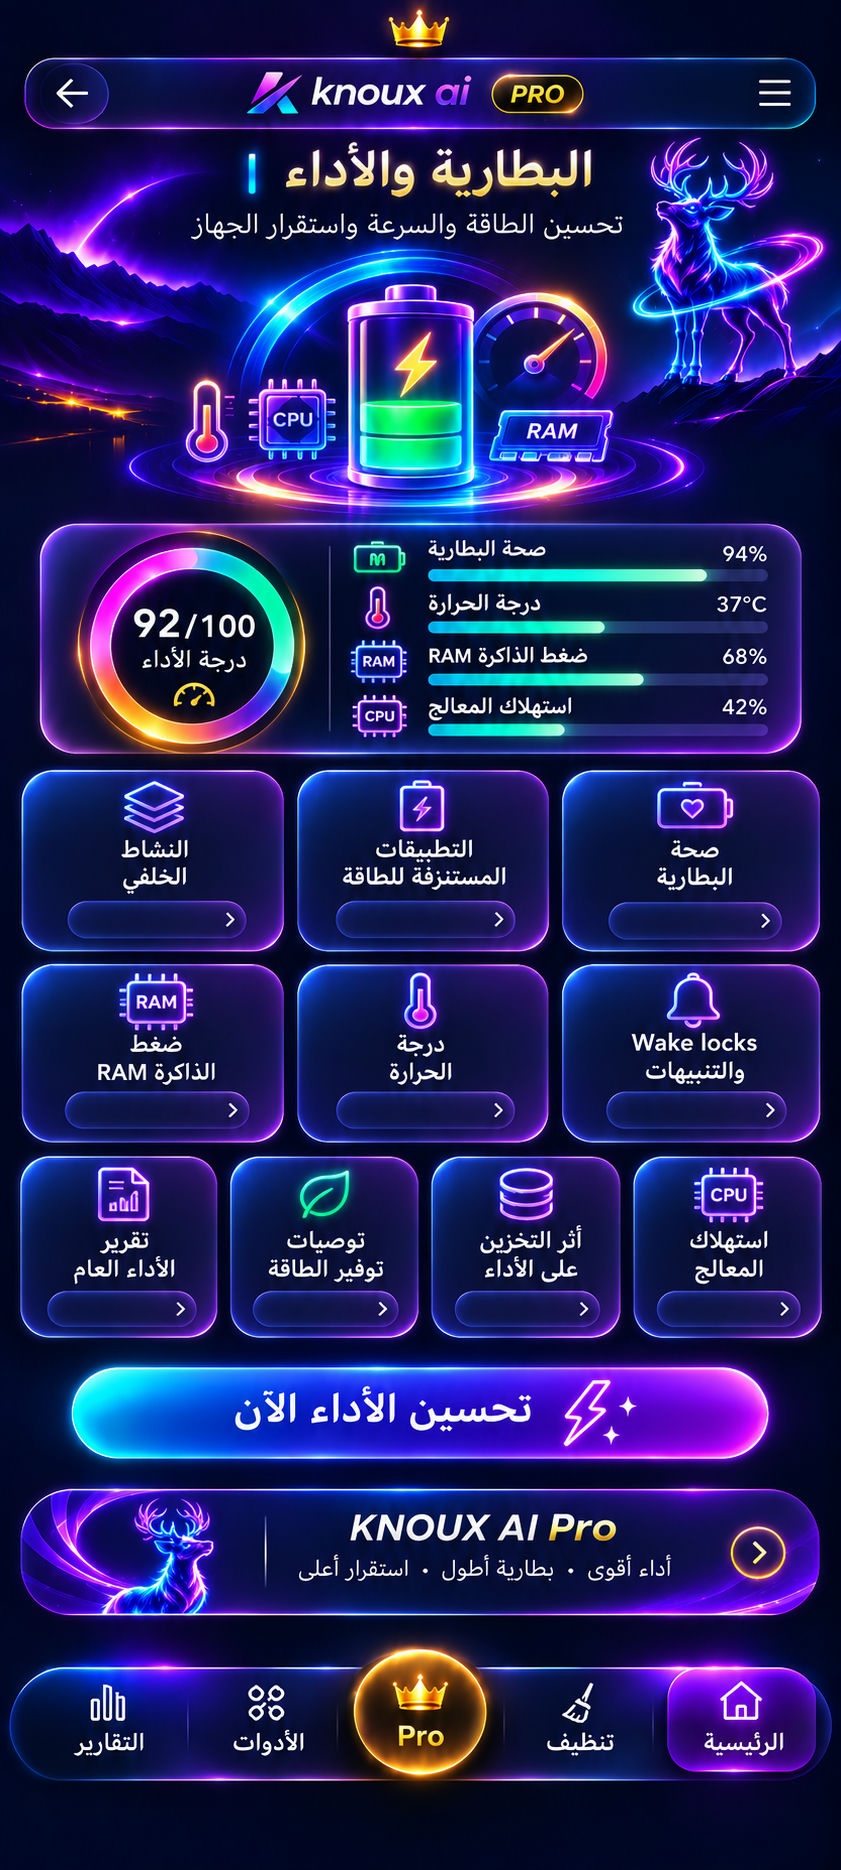 knoux ai PRO
البطارية والأداء
تحسين الطاقة والسرعة واستقرار الجهاز
CPU
RAM
92/100
درجة الأداء
صحة البطارية 94%
درجة الحرارة 37°C
RAM
ضغط الذاكرة RAM 68%
CPU
استهلاك المعالج 42%
صحة
البطارية
التطبيقات
المستنزفة للطاقة
النشاط
الخلفي
Wake locks
والتنبيهات
درجة
الحرارة
RAM
ضغط
الذاكرة RAM
CPU
استهلاك
المعالج
أثر التخزين
على الأداء
توصيات
توفير الطاقة
تقرير
الأداء العام
تحسين الأداء الآن
KNOUX AI Pro
أداء أقوى • بطارية أطول • استقرار أعلى
الرئيسية
تنظيف
Pro
الأدوات
التقارير